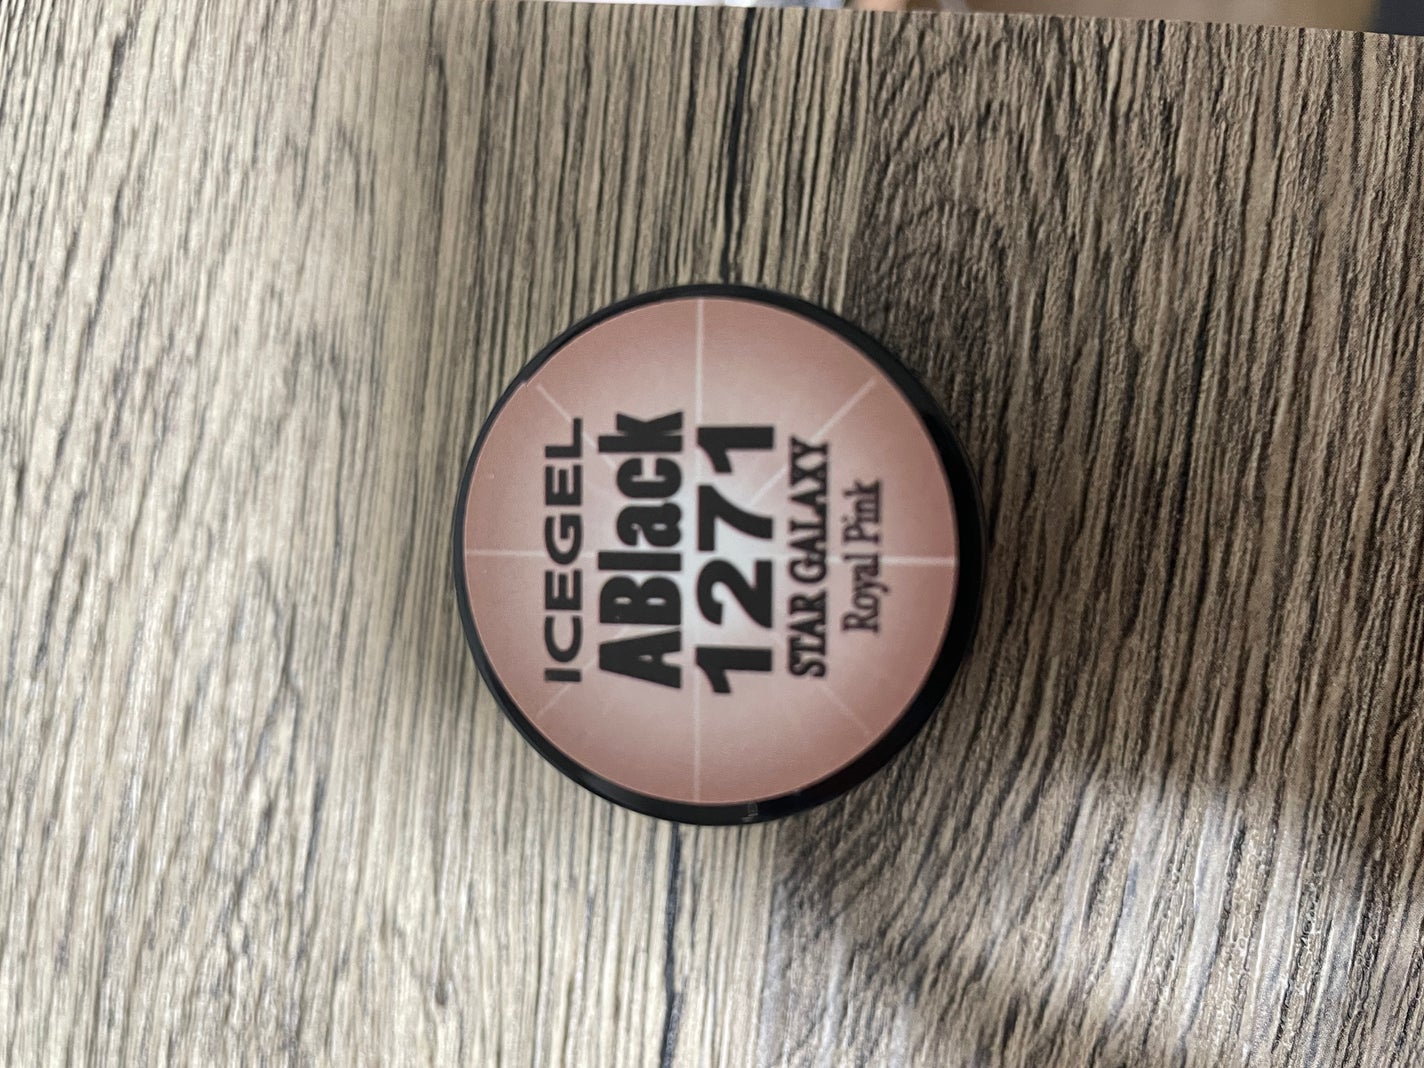 ICEGEL
ABlack
1271
STAR GALAXY
Royal Pink